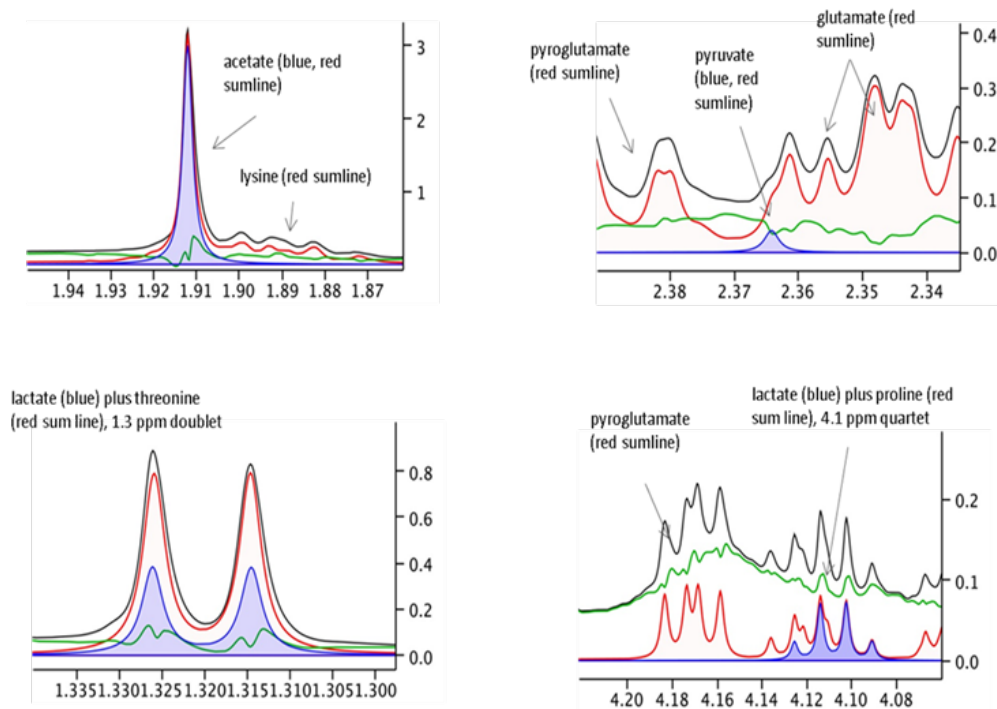 acetate (blue, red
sumline)
lysine (red sumline)
3
2
1
1.94 1.93 1.92 1.91 1.90 1.89 1.88 1.87
glutamate (red
sumline)
pyroglutamate
(red sumline)
pyruvate
(blue, red
sumline)
0.4
0.3
0.2
0.1
0.0
2.38 2.37 2.36 2.35 2.34
lactate (blue) plus threonine
(red sum line), 1.3 ppm doublet
0.8
0.6
0.4
0.2
0.0
1.3351.3301.3251.3201.3151.3101.3051.300
lactate (blue) plus proline (red
sum line), 4.1 ppm quartet
pyroglutamate
(red sumline)
0.2
0.1
0.0
4.20 4.18 4.16 4.14 4.12 4.10 4.08